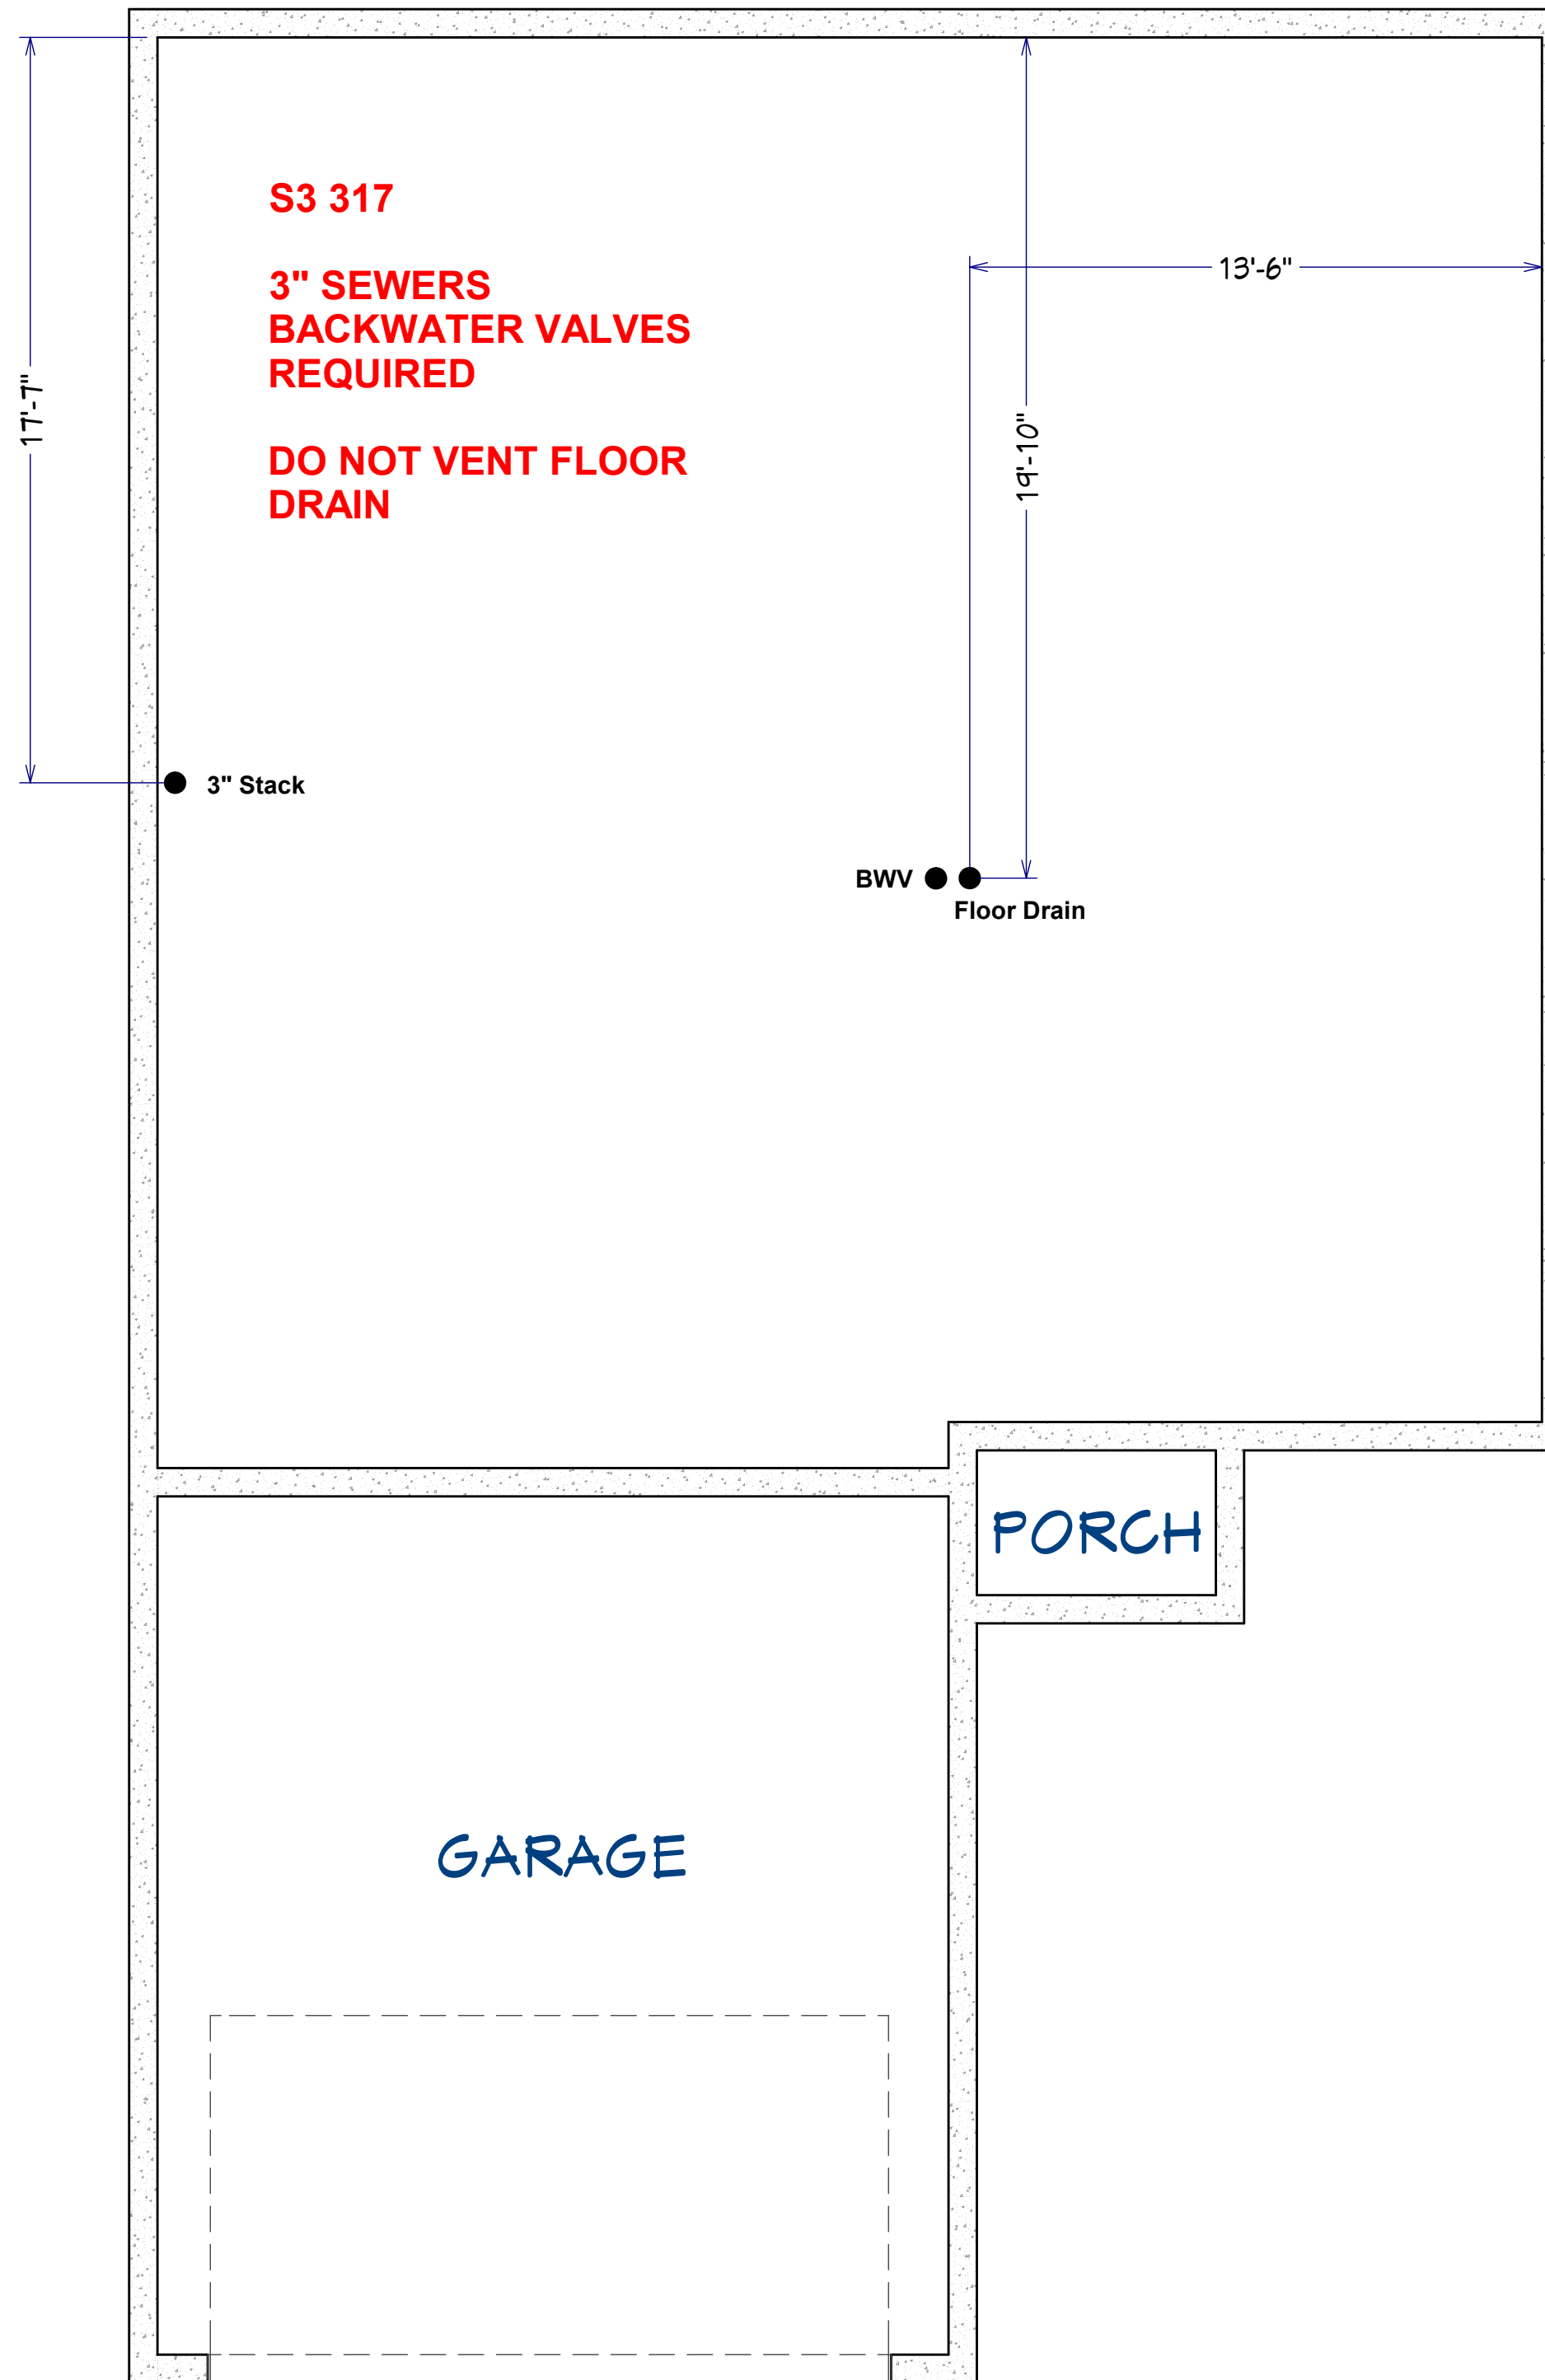 S3 317
3" SEWERS
BACKWATER VALVES
REQUIRED
DO NOT VENT FLOOR
DRAIN
13'-6"
17'-7"
19'-10"
3" Stack
BWV
Floor Drain
PORCH
GARAGE